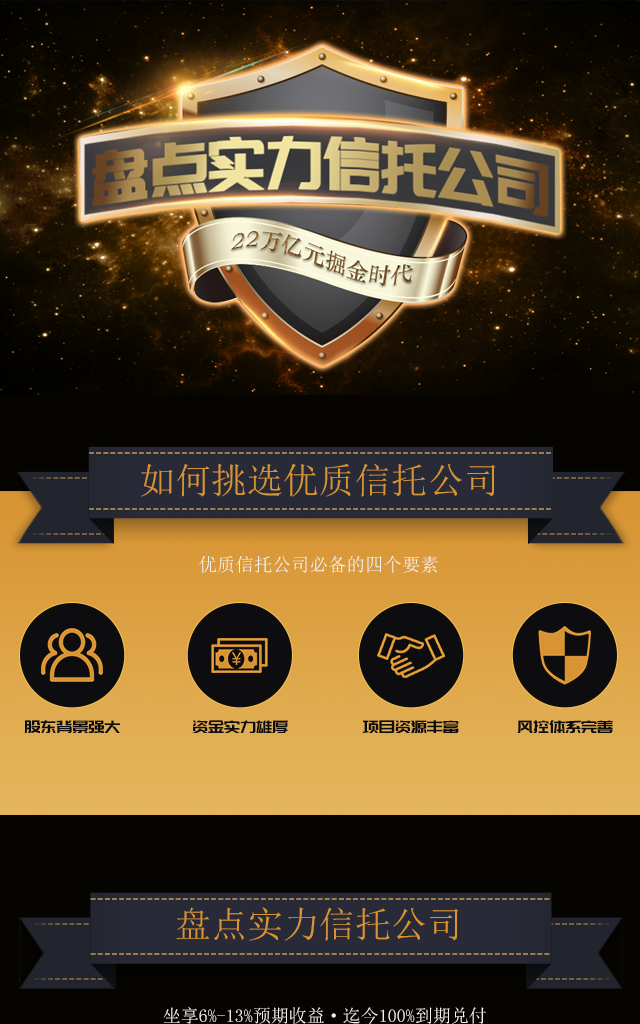 盘点实力信托公司
22万亿元掘金时代
如何挑选优质信托公司
优质信托公司必备的四个要素
股东背景强大
资金实力雄厚
项目资源丰富
风控体系完善
盘点实力信托公司
坐享6%-13%预期收益·迄今100%到期兑付